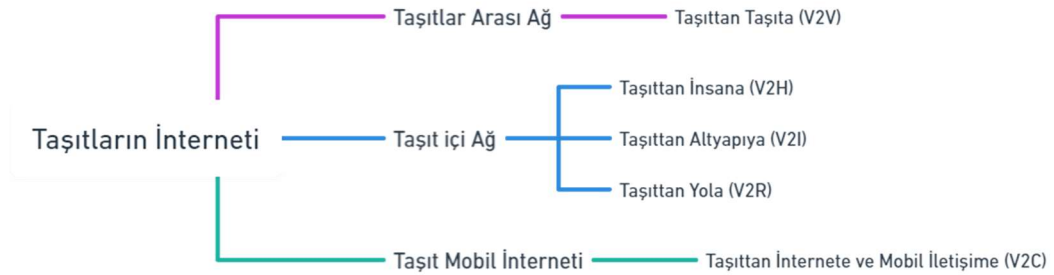 Taşıtlar Arası Ağ
Taşıttan Taşıta (V2V)
Taşıttan İnsana (V2H)
Taşıtların İnterneti
Taşıt içi Ağ
Taşıttan Altyapıya (V2I)
Taşıttan Yola (V2R)
Taşıt Mobil İnterneti
Taşıttan İnternete ve Mobil İletişime (V2C)